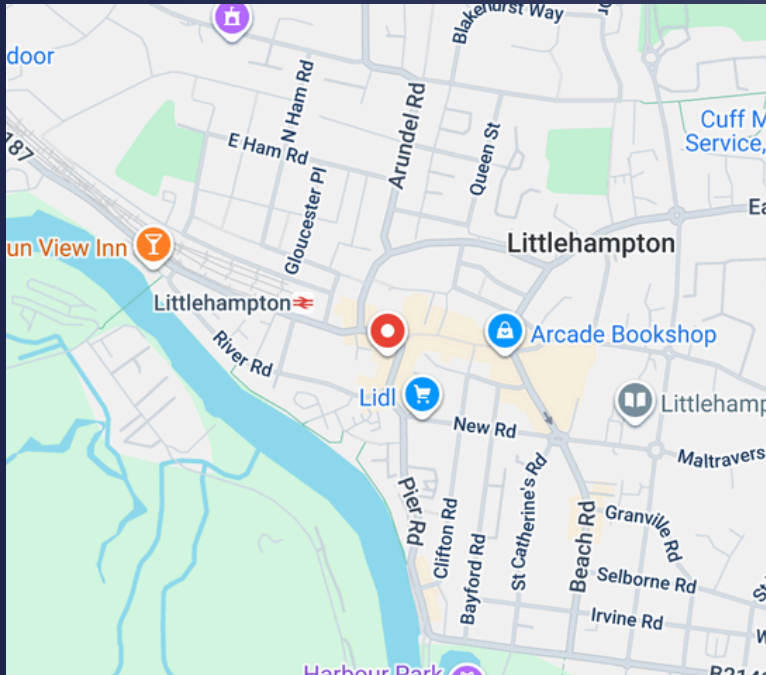 Blakehurst Way
door
N Ham Rd
Arundel Rd
Cuff M
Service,
187
E Ham Rd
Queen St
Gloucester Pl
Ea
un View Inn
Littlehampton
Littlehampton
Arcade Bookshop
River Rd
Lidl
Littlehamp
New Rd
Maltravers
Pier Rd
Clifton Rd
Bayford Rd
St Catherine's Rd
Beach Rd
Granville Rd
Selborne Rd
St
Irvine Rd
W
Harbour Park